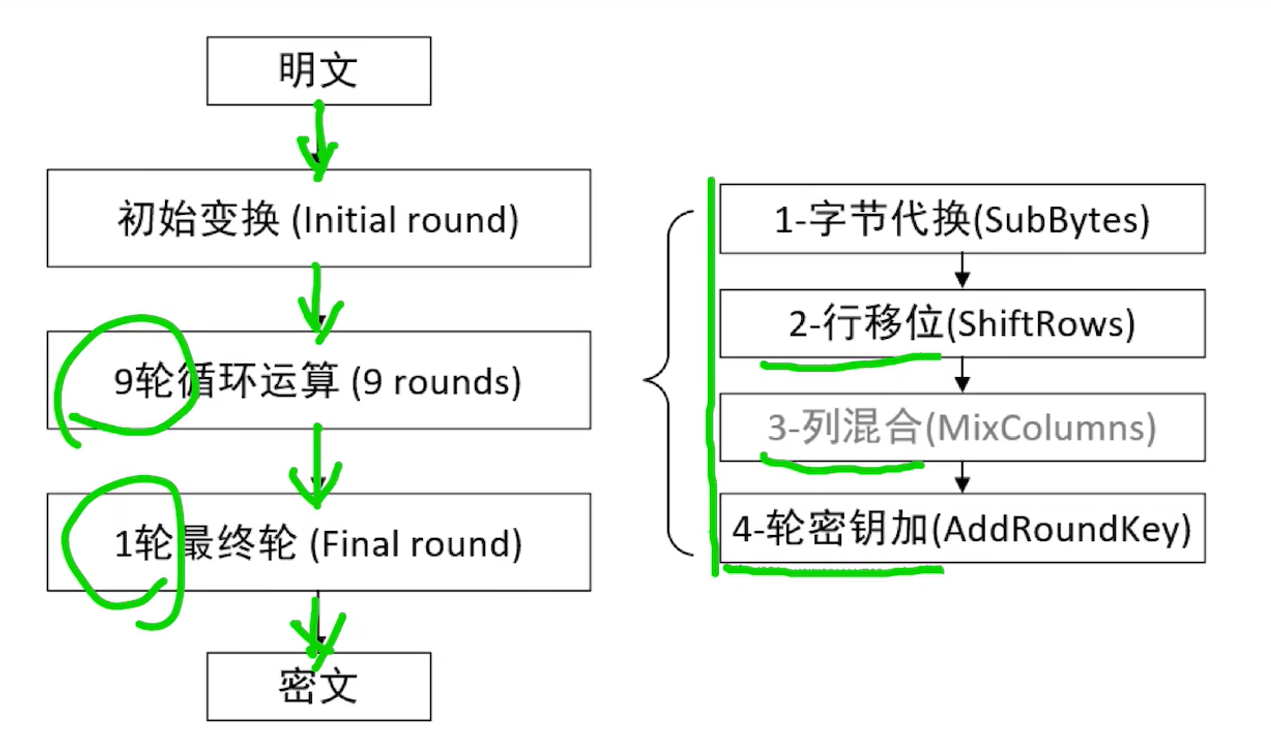 明文
初始变换 (Initial round)
9轮循环运算 (9 rounds)
1轮最终轮 (Final round)
密文
1-字节代换(SubBytes)
2-行移位(ShiftRows)
3-列混合(MixColumns)
4-轮密钥加(AddRoundKey)